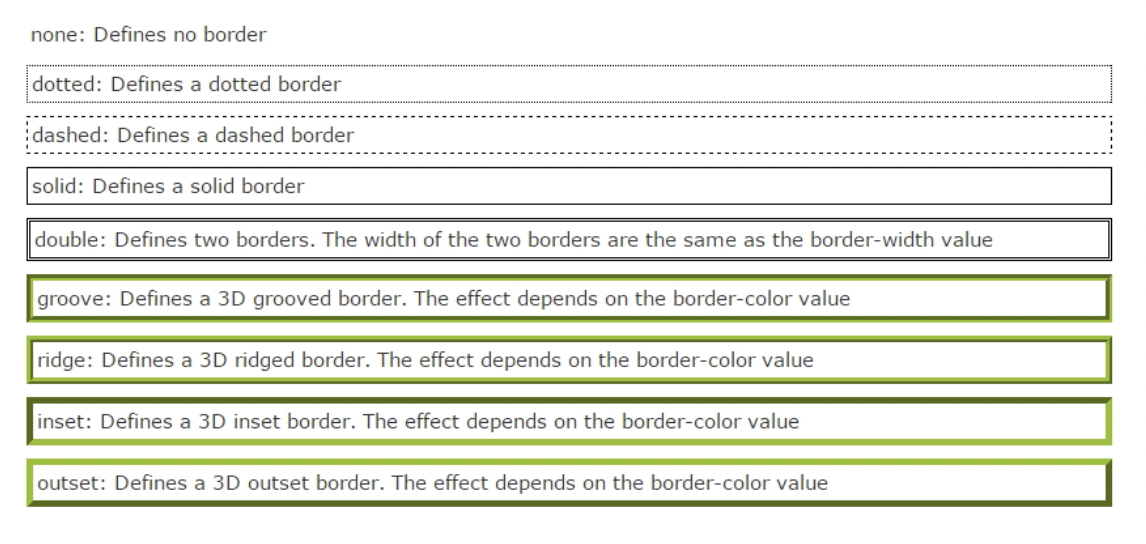 none: Defines no border
dotted: Defines a dotted border
dashed: Defines a dashed border
solid: Defines a solid border
double: Defines two borders. The width of the two borders are the same as the border-width value
groove: Defines a 3D grooved border. The effect depends on the border-color value
ridge: Defines a 3D ridged border. The effect depends on the border-color value
inset: Defines a 3D inset border. The effect depends on the border-color value
outset: Defines a 3D outset border. The effect depends on the border-color value